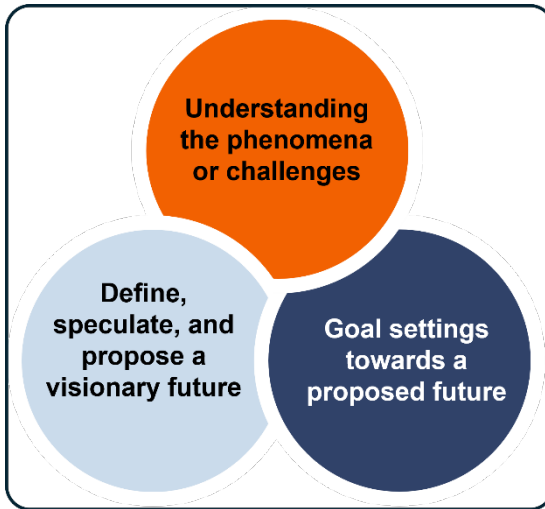 Understanding
the phenomena
or challenges
Define,
speculate, and
propose a
visionary future
Goal settings
towards a
proposed future